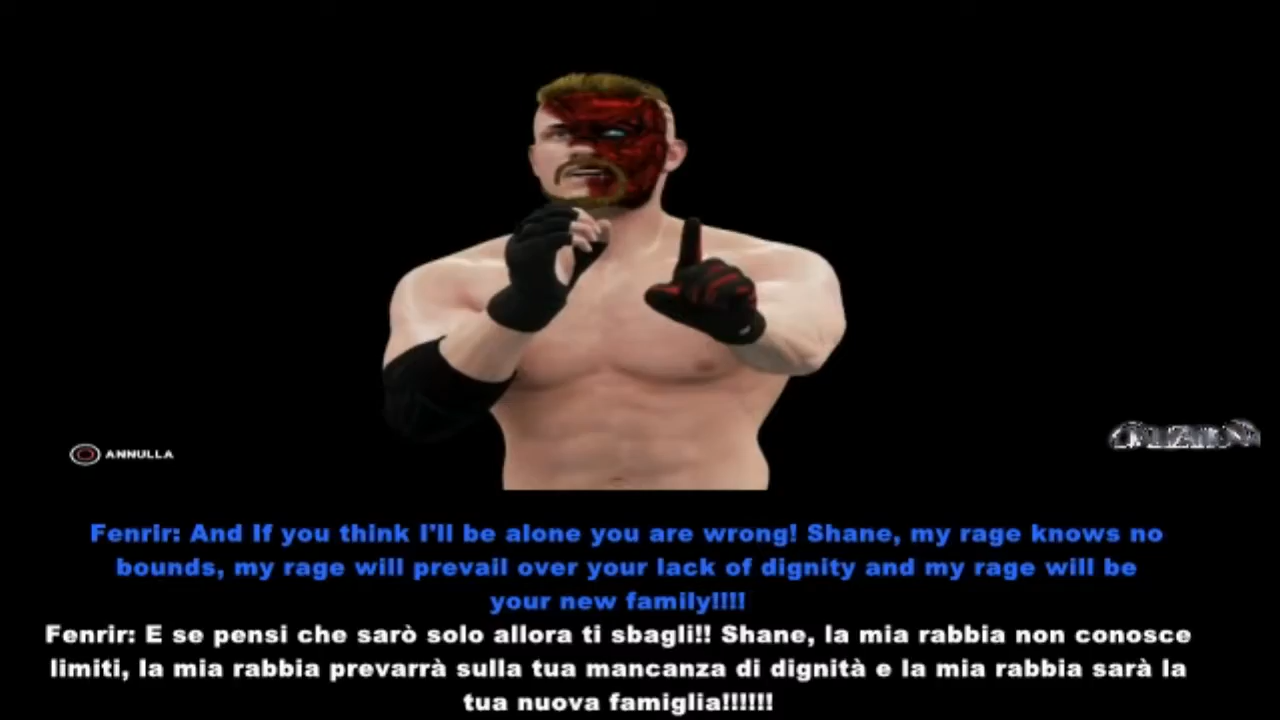 ANNULLA
Fenrir: And If you think I'll be alone you are wrong! Shane, my rage knows no
bounds, my rage will prevail over your lack of dignity and my rage will be
your new family!!!!
Fenrir: E se pensi che sarò solo allora ti sbagli!! Shane, la mia rabbia non conosce
limiti, la mia rabbia prevarrà sulla tua mancanza di dignità e la mia rabbia sarà la
tua nuova famiglia!!!!!!